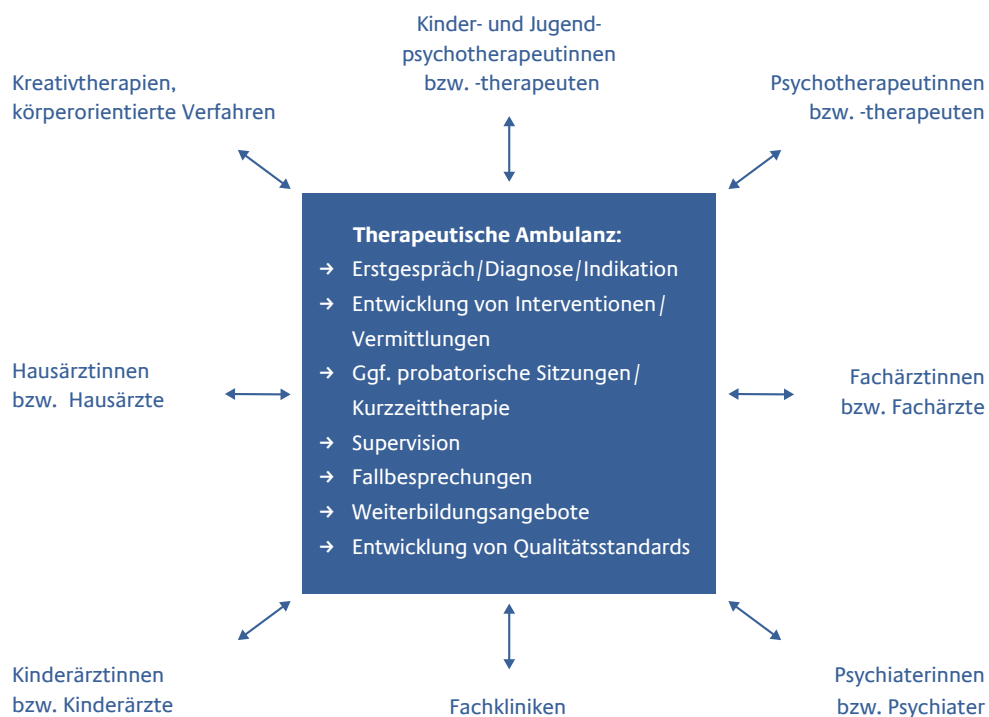 Kinder- und Jugend-
psychotherapeutinnen
bzw. -therapeuten
Kreativtherapien,
körperorientierte Verfahren
Psychotherapeutinnen
bzw. -therapeuten
Therapeutische Ambulanz:
→ Erstgespräch/Diagnose/Indikation
→ Entwicklung von Interventionen/
Vermittlungen
→ Ggf. probatorische Sitzungen/
Kurzzeittherapie
→ Supervision
→ Fallbesprechungen
→ Weiterbildungsangebote
→ Entwicklung von Qualitätsstandards
Hausärztinnen
bzw. Hausärzte
Fachärztinnen
bzw. Fachärzte
Kinderärztinnen
bzw. Kinderärzte
Fachkliniken
Psychiaterinnen
bzw. Psychiater